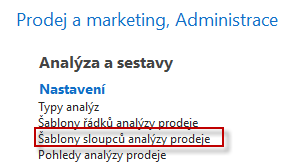 Prodej a marketing, Administrace
Analýza a sestavy
Nastavení
Typy analýz
Šablony řádků analýzy prodeje
Šablony sloupců analýzy prodeje
Pohledy analýzy prodeje